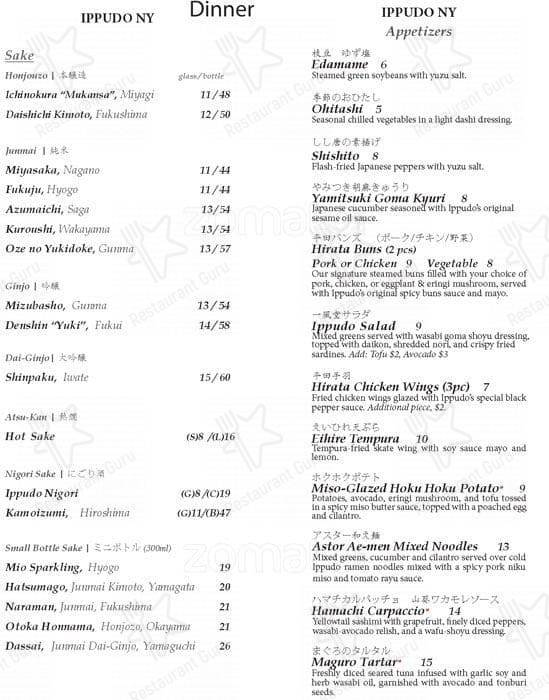 Dinner
IPPUDO NY
Sake
Honjouzo | 本醸造 glass/bottle
Ichinokura "Mukansa", Miyagi 11/48
Daishichi Kimoto, Fukushima 12/50
Junmai | 純米
Miyasaka, Nagano 11/44
Fukuju, Hyogo 11/44
Azumaichi, Saga 13/54
Kuroshi, Wakayama 13/54
Oze no Yukidoke, Gunma 13/57
Ginjo | 吟醸
Mizubasho, Gunma 13/54
Denshin "Yuki", Fukui 14/58
Dai-Ginjo | 大吟醸
Shinpaku, Iwate 15/60
Atsu-Kan | 熱燗
Hot Sake (S)8 /(L)16
Nigori Sake | にごり酒
Ippudo Nigori (G)8/(C)19
Kamoizumi, Hiroshima (G)11/(B)47
Small Bottle Sake | ミニボトル (300ml)
Mio Sparkling, Hyogo 19
Hatsumago, Junmai Kimoto, Yamagata 20
Naraman, Junmai, Fukushima 21
Otoka Honmama, Honjozo, Okayama 21
Dassai, Junmai Dai-Ginjo, Yamaguchi 26
IPPUDO NY
Appetizers
枝豆 ゆず塩
Edamame 6
Steamed green soybeans with yuzu salt.
季節のおひたし
Ohitashi 5
Seasonal chilled vegetables in a light dashi dressing.
しし唐の素揚げ
Shishito 8
Flash-fried Japanese peppers with yuzu salt.
やみつき胡麻きゅうり
Yamitsuki Goma Kyuri 8
Japanese cucumber seasoned with Ippudo's original
sesame oil sauce.
平田バンズ (ポーク/チキン/野菜)
Hirata Buns (2 pcs)
Pork or Chicken 9 Vegetable 8
Our signature steamed buns filled with your choice of
pork, chicken, or eggplant & eringi mushroom, served
with Ippudo's original spicy buns sauce and mayo.
一風堂サラダ
Ippudo Salad 9
Mixed greens served with wasabi goma shoyu dressing,
topped with daikon, shredded nori, and crispy fried
sardines. Add: Tofu $2, Avocado $3
平田手羽
Hirata Chicken Wings (3pc) 7
Fried chicken wings glazed with Ippudo's special black
pepper sauce. Additional piece, $2.
えいひれ天ぷら
Eihire Tempura 10
Tempura-fried skate wing with soy sauce mayo and
lemon.
ホクホクポテト
Miso-Glazed Hoku Hoku Potato* 9
Potatoes, avocado, eringi mushroom, and tofu tossed
in a spicy miso butter sauce, topped with a poached egg
and cilantro.
アスター和え麺
Astor Ae-men Mixed Noodles 13
Mixed greens, cucumber and cilantro served over cold
Ippudo ramen noodles mixed with a spicy pork niku
miso and tomato rayu sauce.
ハマチカルパッチョ 山葵ワカモレソース
Hamachi Carpaccio* 14
Yellowtail sashimi with grapefruit, finely diced peppers,
wasabi-avocado relish, and a wafu-shoyu dressing.
まぐろのタルタル
Maguro Tartar* 15
Freshly diced seared tuna infused with garlic soy and
herb wasabi oil, garnished with avocado and tonburi
seeds.
zomato
Restaurant Guru